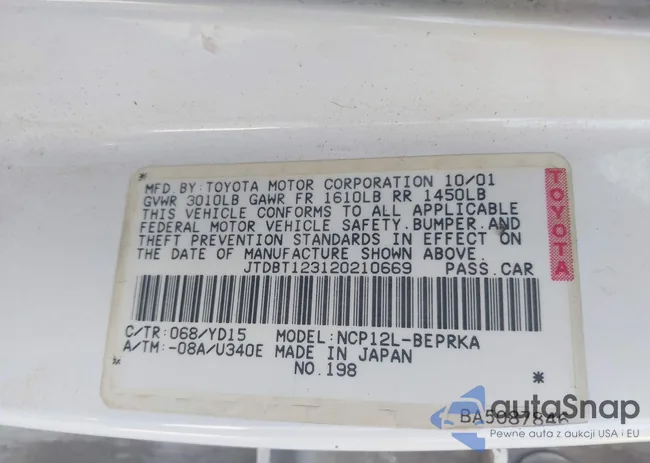 MFD. BY: TOYOTA MOTOR CORPORATION 10/01
GVWR 3010LB GAWR FR 1610LB RR 1450LB
THIS VEHICLE CONFORMS TO ALL APPLICABLE
FEDERAL MOTOR VEHICLE SAFETY. BUMPER. AND
THEFT PREVENTION STANDARDS IN EFFECT ON
THE DATE OF MANUFACTURE SHOWN ABOVE.
JTDBT123120210669 PASS. CAR
TOYOTA
C/TR: 068/YD15 MODEL: NCP12L-BEPRKA
A/TM: -08A/U340E MADE IN JAPAN
NO. 198
*
* BA5087846
autoSnap
Pewne auta z aukcji USA i EU